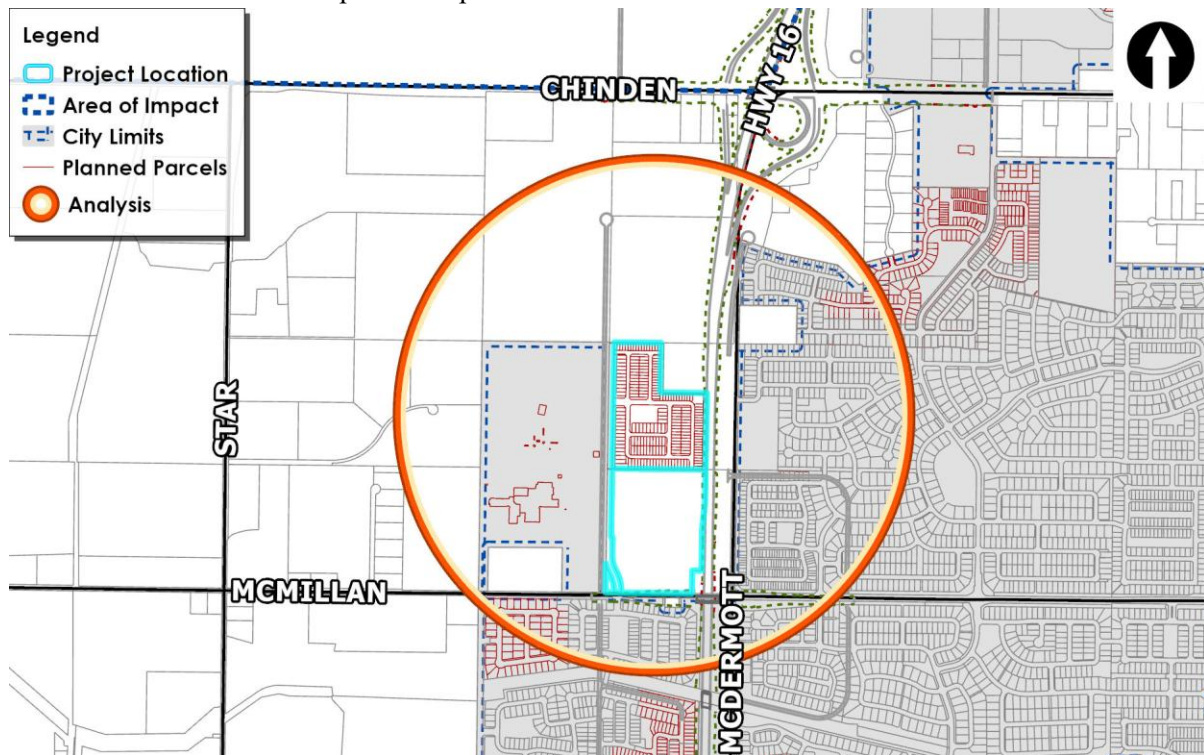 Legend
Project Location
Area of Impact
City Limits
Planned Parcels
Analysis
CHINDEN
HWY 16
STAR
MCMILLAN
MCDERMOTT